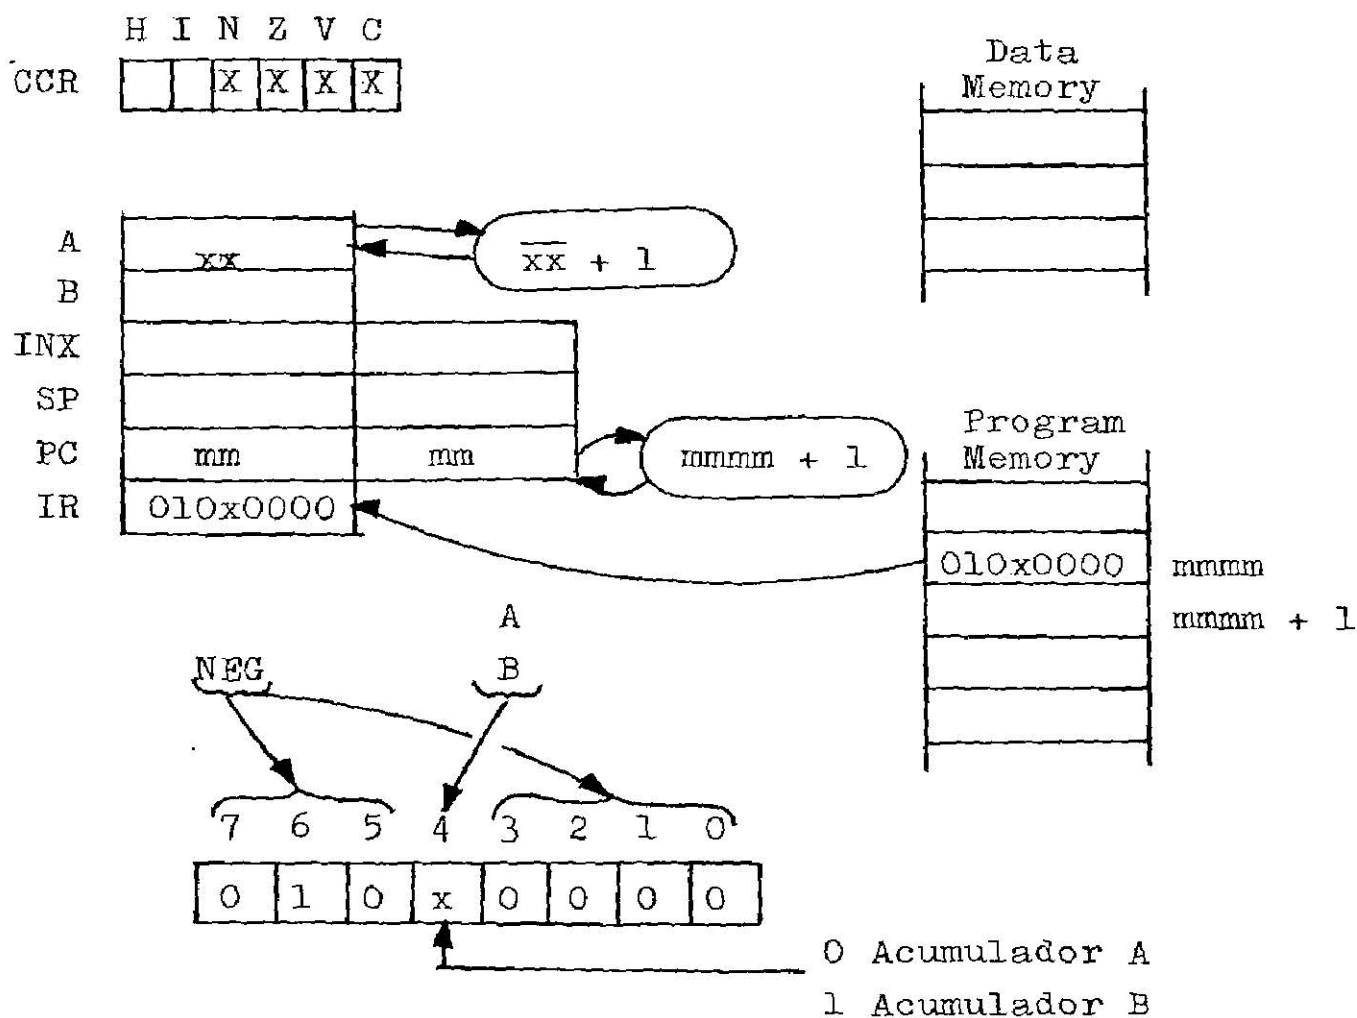 H I N Z V C
CCR X X X X
Data
Memory
A xx
xx + 1
B
INX
SP
PC mm mm
mmmm + 1
IR 010x0000
Program
Memory
010x0000 mmmm
mmmm + 1
A
NEG B
7 6 5 4 3 2 1 0
0 1 0 x 0 0 0 0
0 Acumulador A
1 Acumulador B